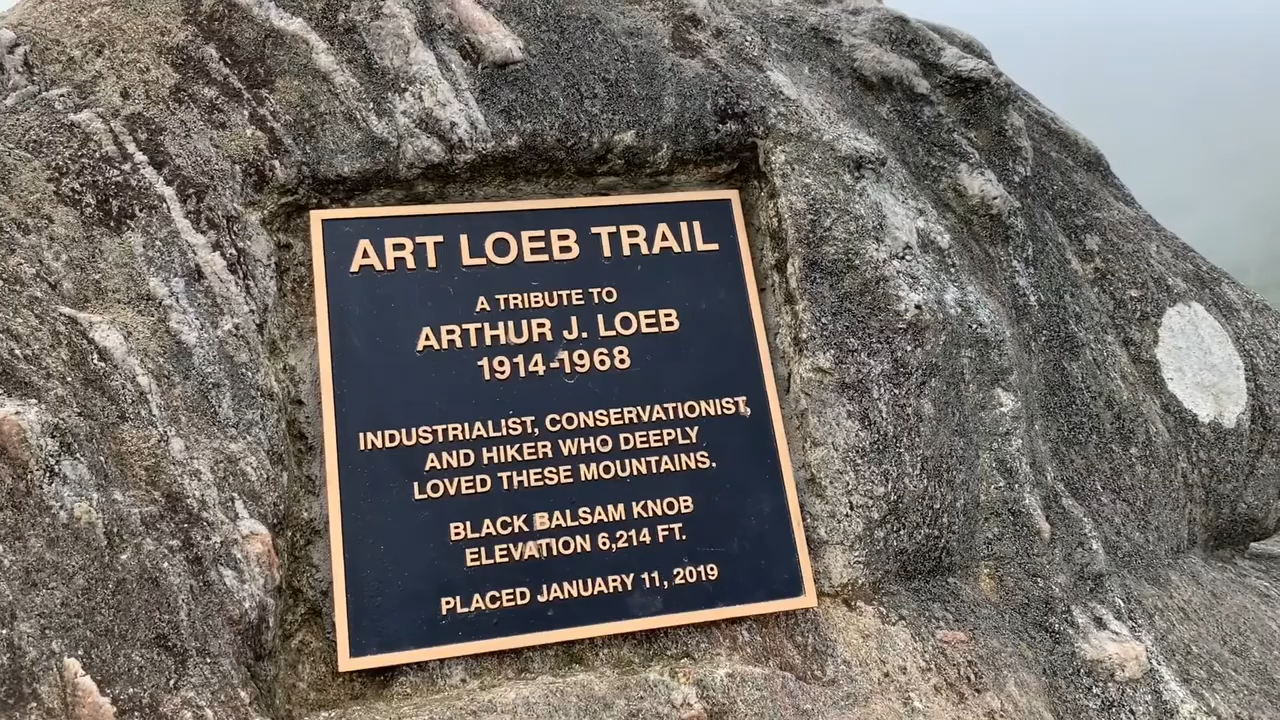 ART LOEB TRAIL
A TRIBUTE TO
ARTHUR J. LOEB
1914-1968
INDUSTRIALIST, CONSERVATIONIST,
AND HIKER WHO DEEPLY
LOVED THESE MOUNTAINS.
BLACK BALSAM KNOB
ELEVATION 6,214 FT.
PLACED JANUARY 11, 2019